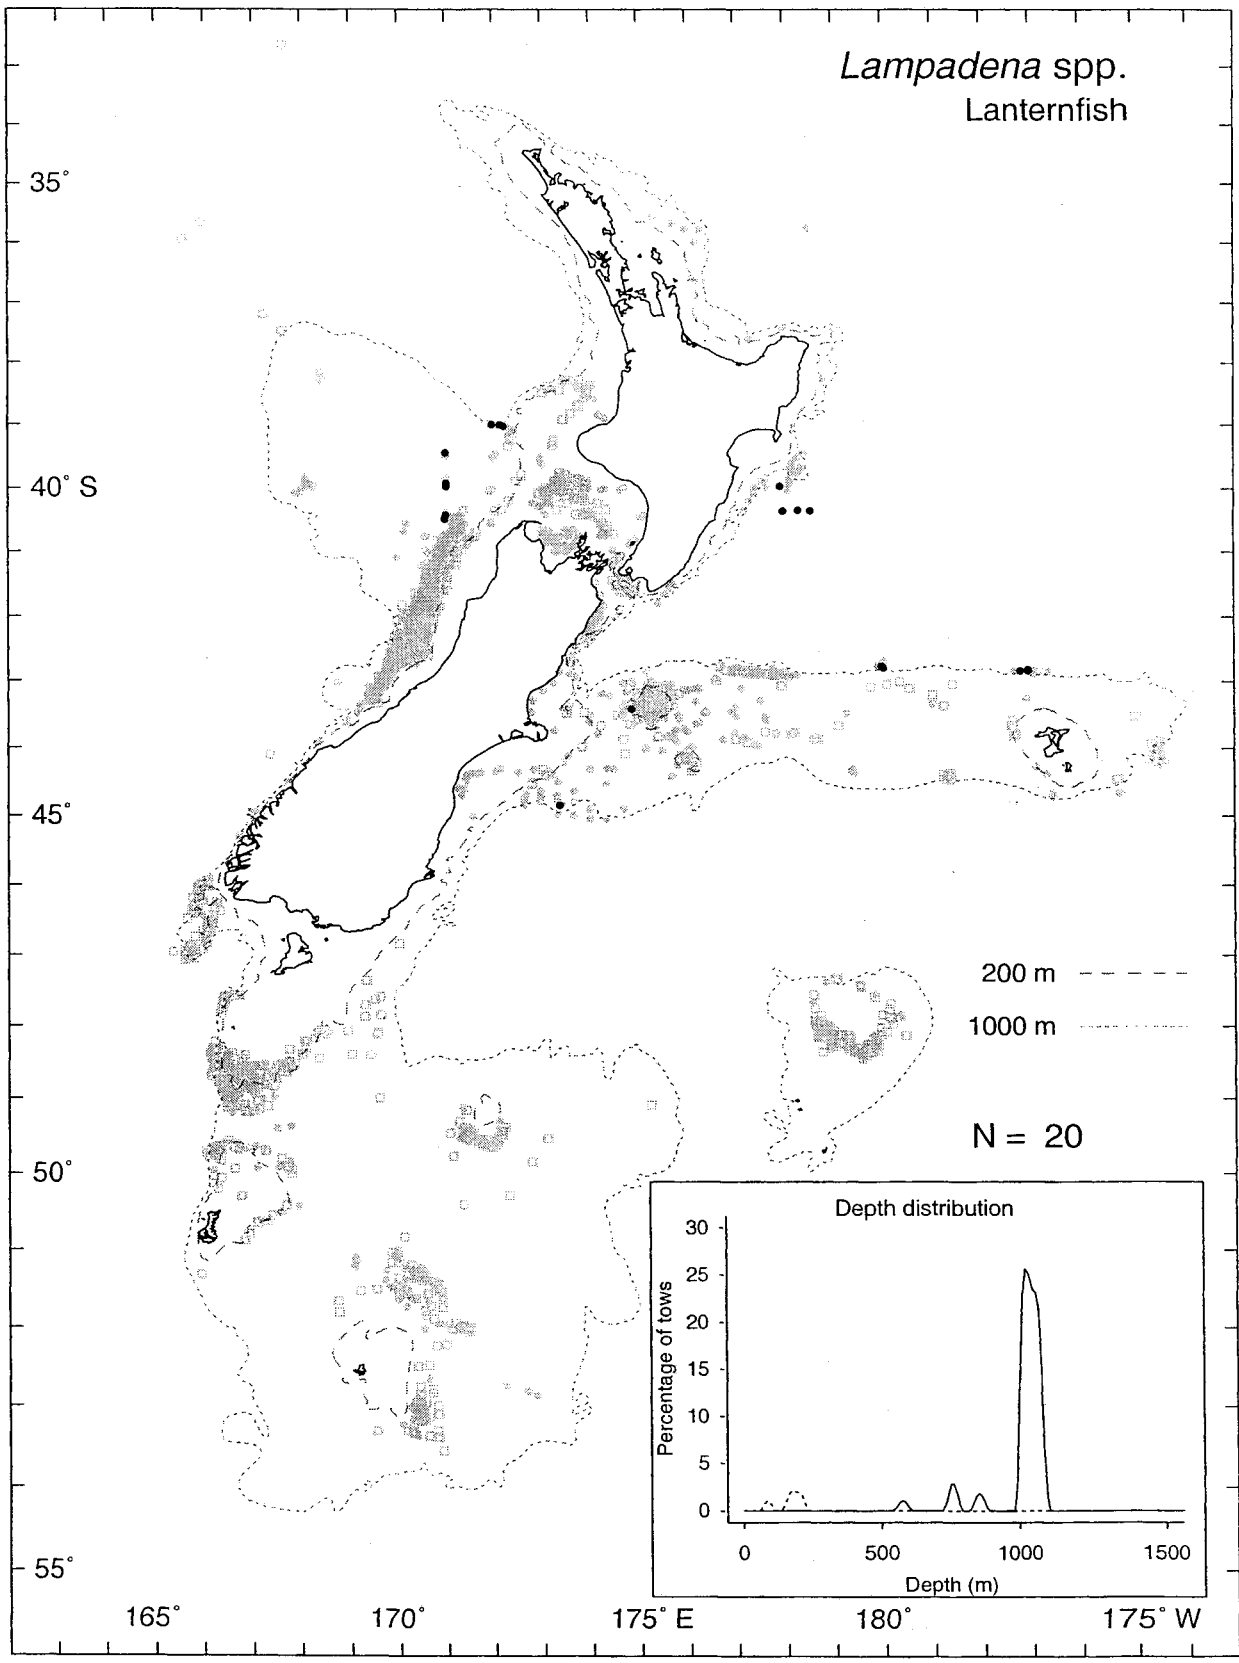 Lampadena spp.
Lanternfish
35°
40° S
45°
50°
55°
200 m
1000 m
N = 20
Depth distribution
Percentage of tows
30
25
20
15
10
5
0
0 500 1000 1500
Depth (m)
165° 170° 175° E 180° 175° W